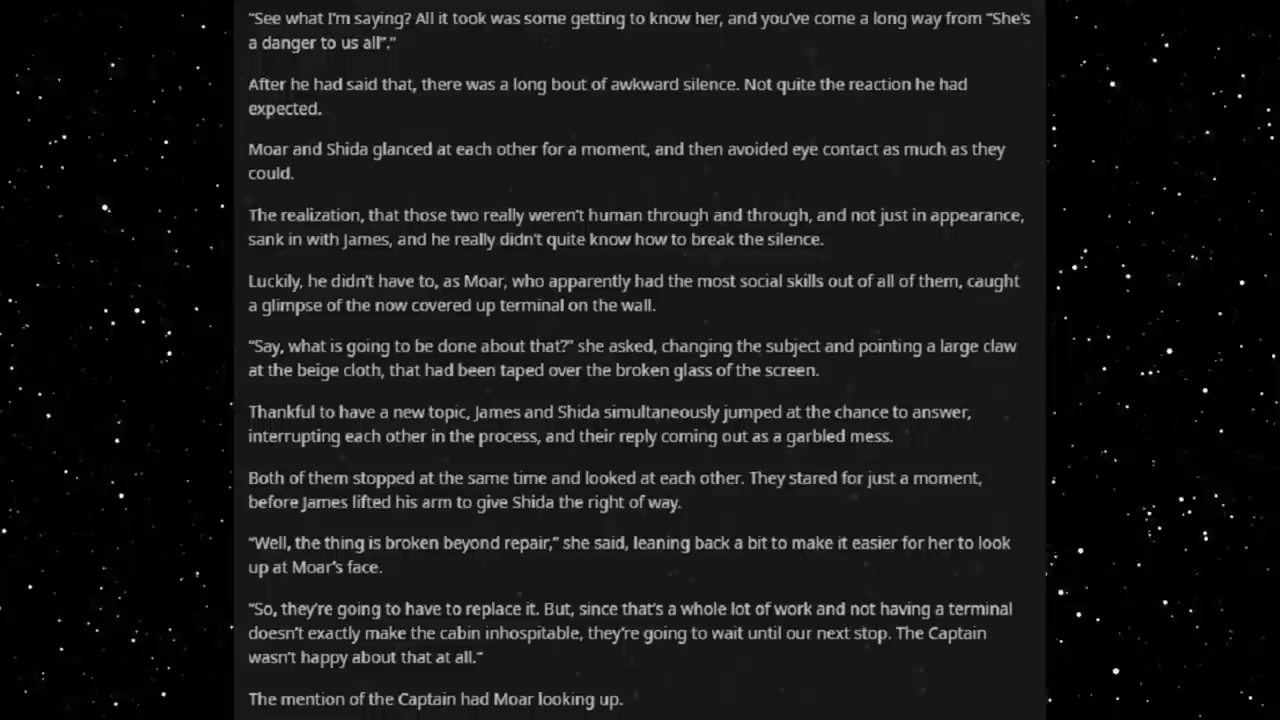 “See what I’m saying? All it took was some getting to know her, and you’ve come a long way from “She’s
a danger to us all”.”
After he had said that, there was a long bout of awkward silence. Not quite the reaction he had
expected.
Moar and Shida glanced at each other for a moment, and then avoided eye contact as much as they
could.
The realization, that those two really weren’t human through and through, and not just in appearance,
sank in with James, and he really didn’t quite know how to break the silence.
Luckily, he didn’t have to, as Moar, who apparently had the most social skills out of all of them, caught
a glimpse of the now covered up terminal on the wall.
“Say, what is going to be done about that?” she asked, changing the subject and pointing a large claw
at the beige cloth, that had been taped over the broken glass of the screen.
Thankful to have a new topic, James and Shida simultaneously jumped at the chance to answer,
interrupting each other in the process, and their reply coming out as a garbled mess.
Both of them stopped at the same time and looked at each other. They stared for just a moment,
before James lifted his arm to give Shida the right of way.
“Well, the thing is broken beyond repair,” she said, leaning back a bit to make it easier for her to look
up at Moar’s face.
“So, they’re going to have to replace it. But, since that’s a whole lot of work and not having a terminal
doesn’t exactly make the cabin inhospitable, they’re going to wait until our next stop. The Captain
wasn’t happy about that at all.”
The mention of the Captain had Moar looking up.